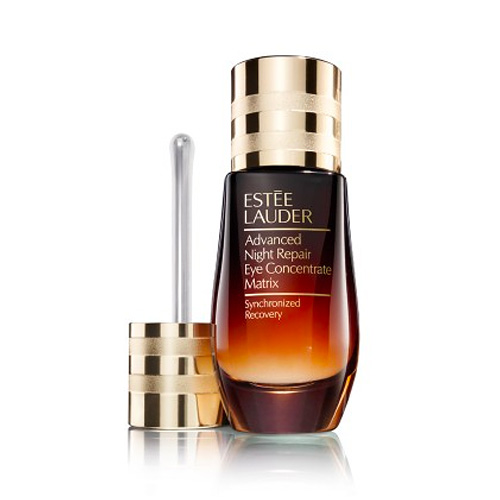 ESTĒE
LAUDER
Advanced
Night Repair
Eye Concentrate
Matrix
Synchronized
Recovery